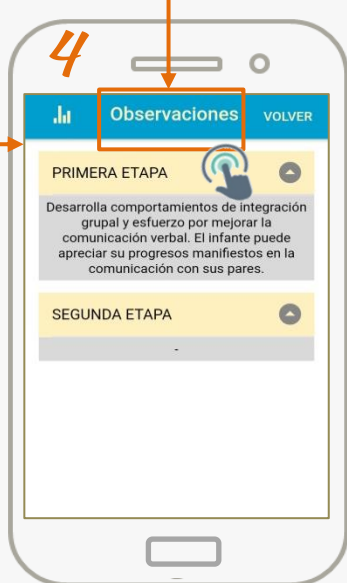 4
Observaciones VOLVER
PRIMERA ETAPA
Desarrolla comportamientos de integración
grupal y esfuerzo por mejorar la
comunicación verbal. El infante puede
apreciar su progresos manifiestos en la
comunicación con sus pares.
SEGUNDA ETAPA
-